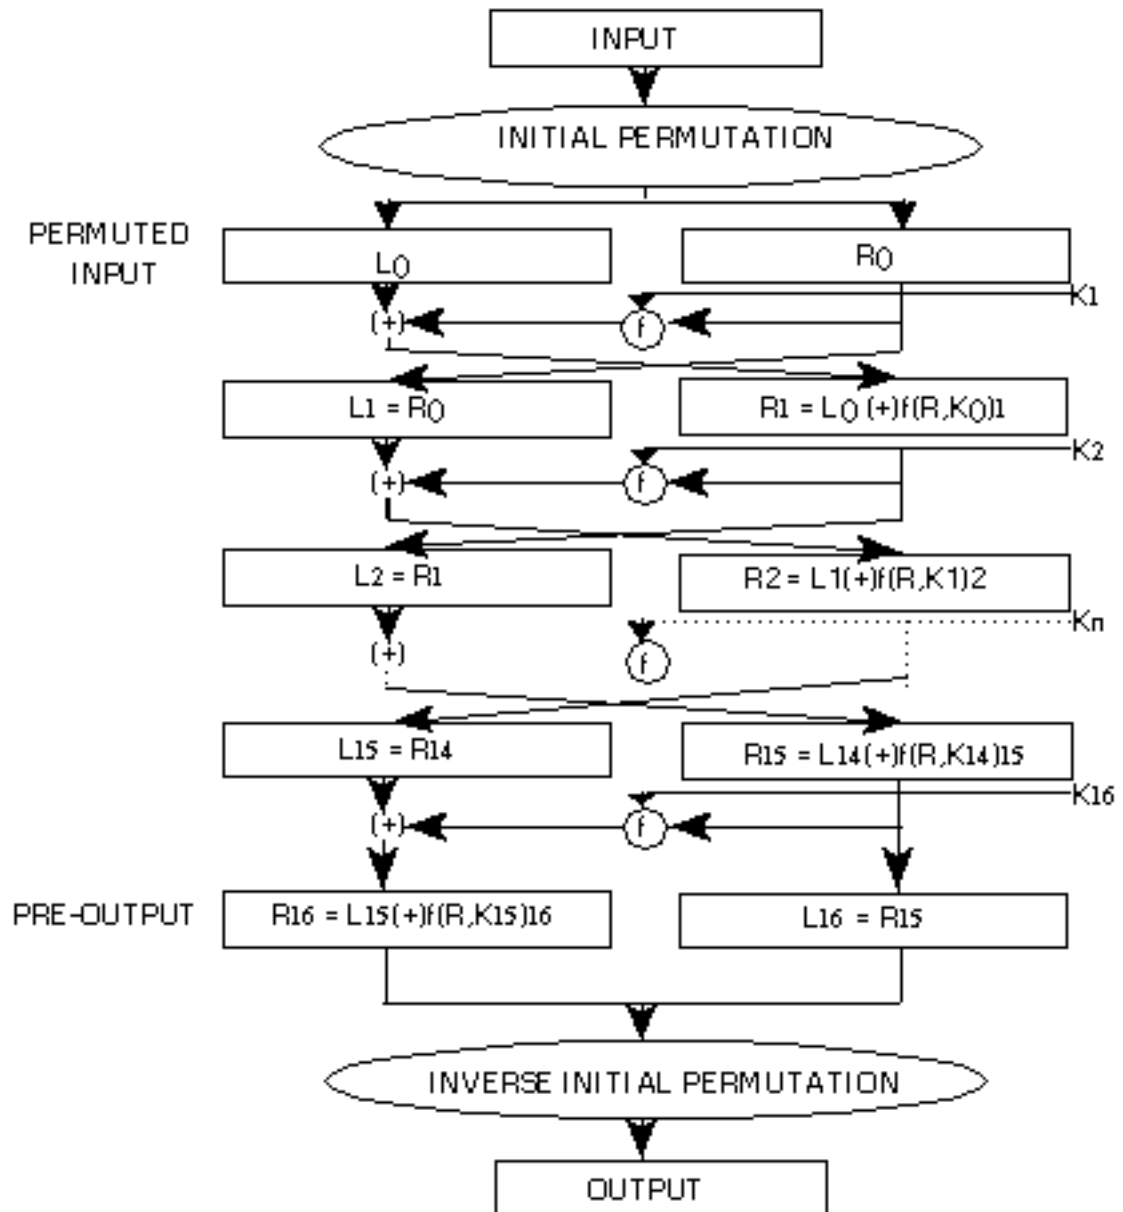 INPUT
INITIAL PERMUTATION
PERMUTED
INPUT
L0
R0
K1
(+)
f
L1 = R0
R1 = L0 (+)f(R,K0)1
K2
(+)
f
L2 = R1
R2 = L1(+)f(R,K1)2
Kn
(+)
f
L15 = R14
R15 = L14(+)f(R,K14)15
K16
(+)
f
PRE-OUTPUT
R16 = L15(+)f(R,K15)16
L16 = R15
INVERSE INITIAL PERMUTATION
OUTPUT